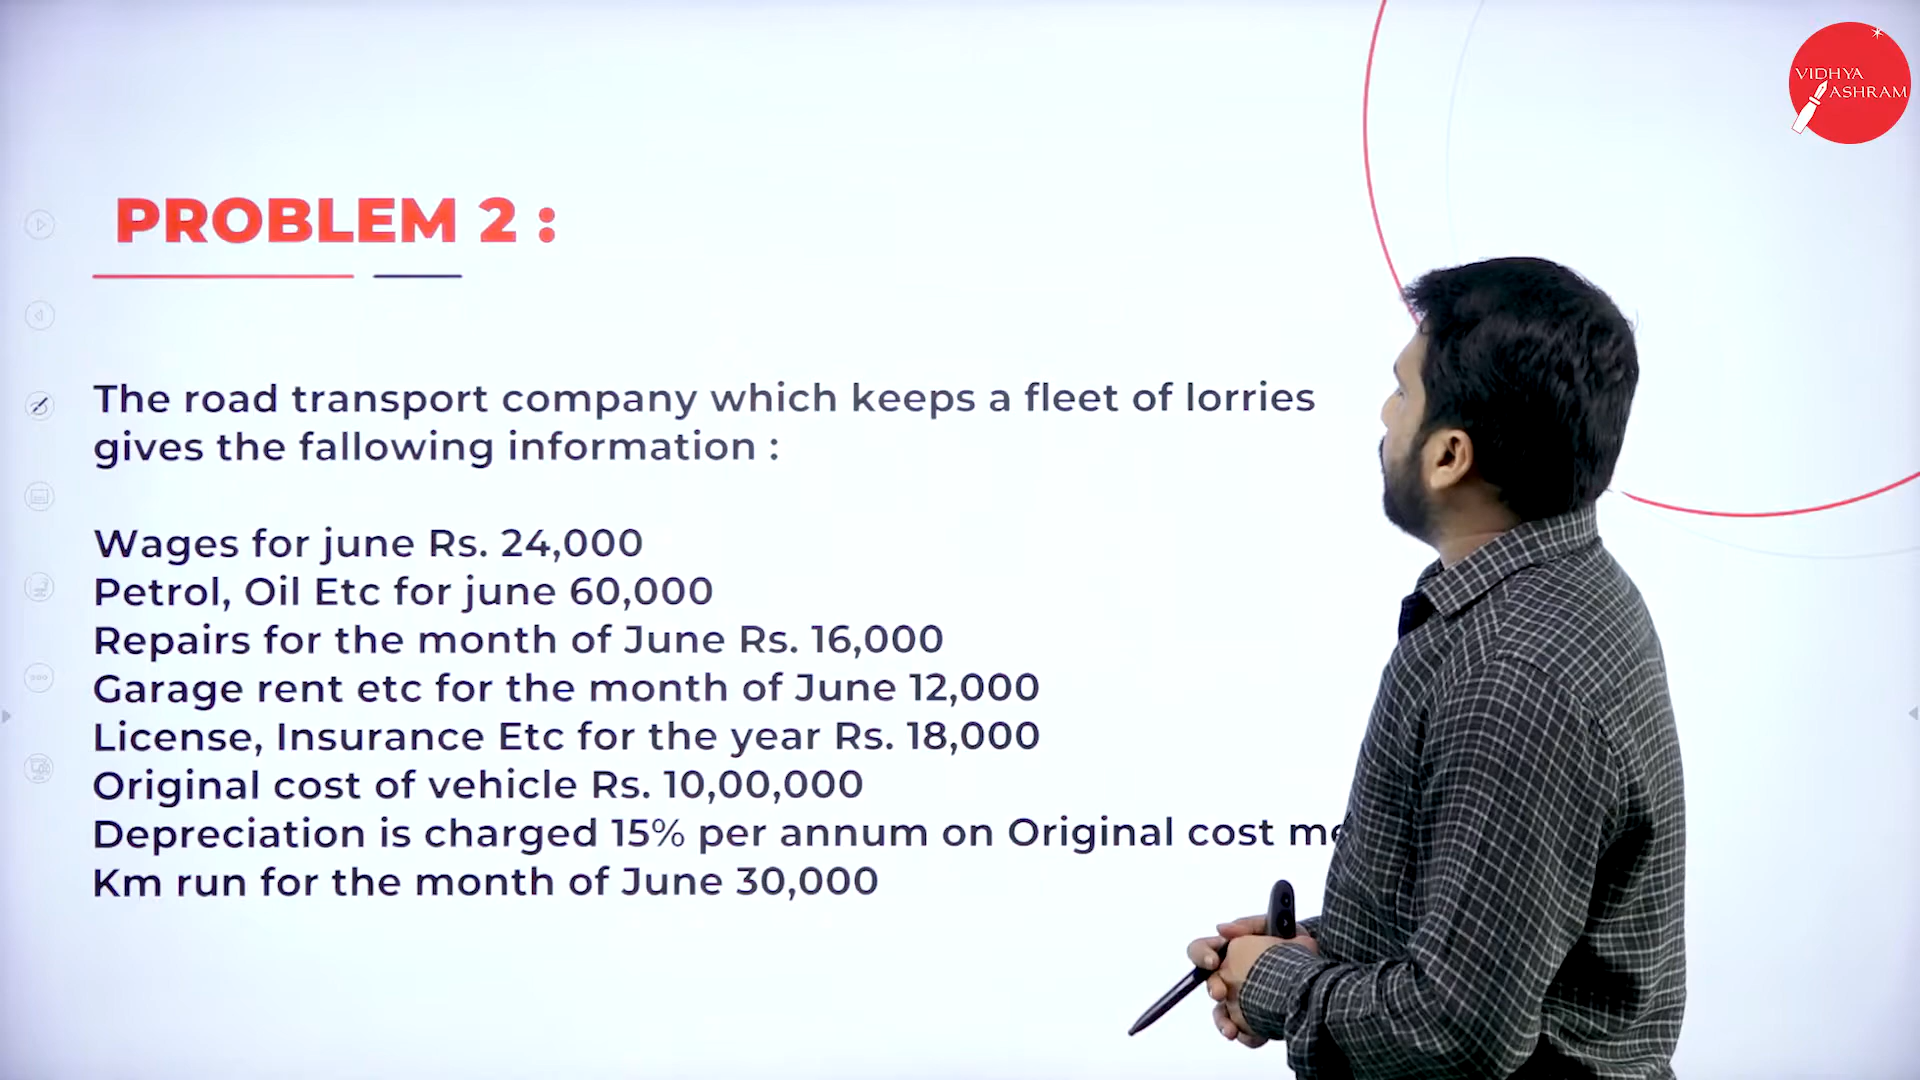 VIDHYA
ASHRAM
PROBLEM 2 :
The road transport company which keeps a fleet of lorries
gives the fallowing information :
Wages for june Rs. 24,000
Petrol, Oil Etc for june 60,000
Repairs for the month of June Rs. 16,000
Garage rent etc for the month of June 12,000
License, Insurance Etc for the year Rs. 18,000
Original cost of vehicle Rs. 10,00,000
Depreciation is charged 15% per annum on Original cost
Km run for the month of June 30,000